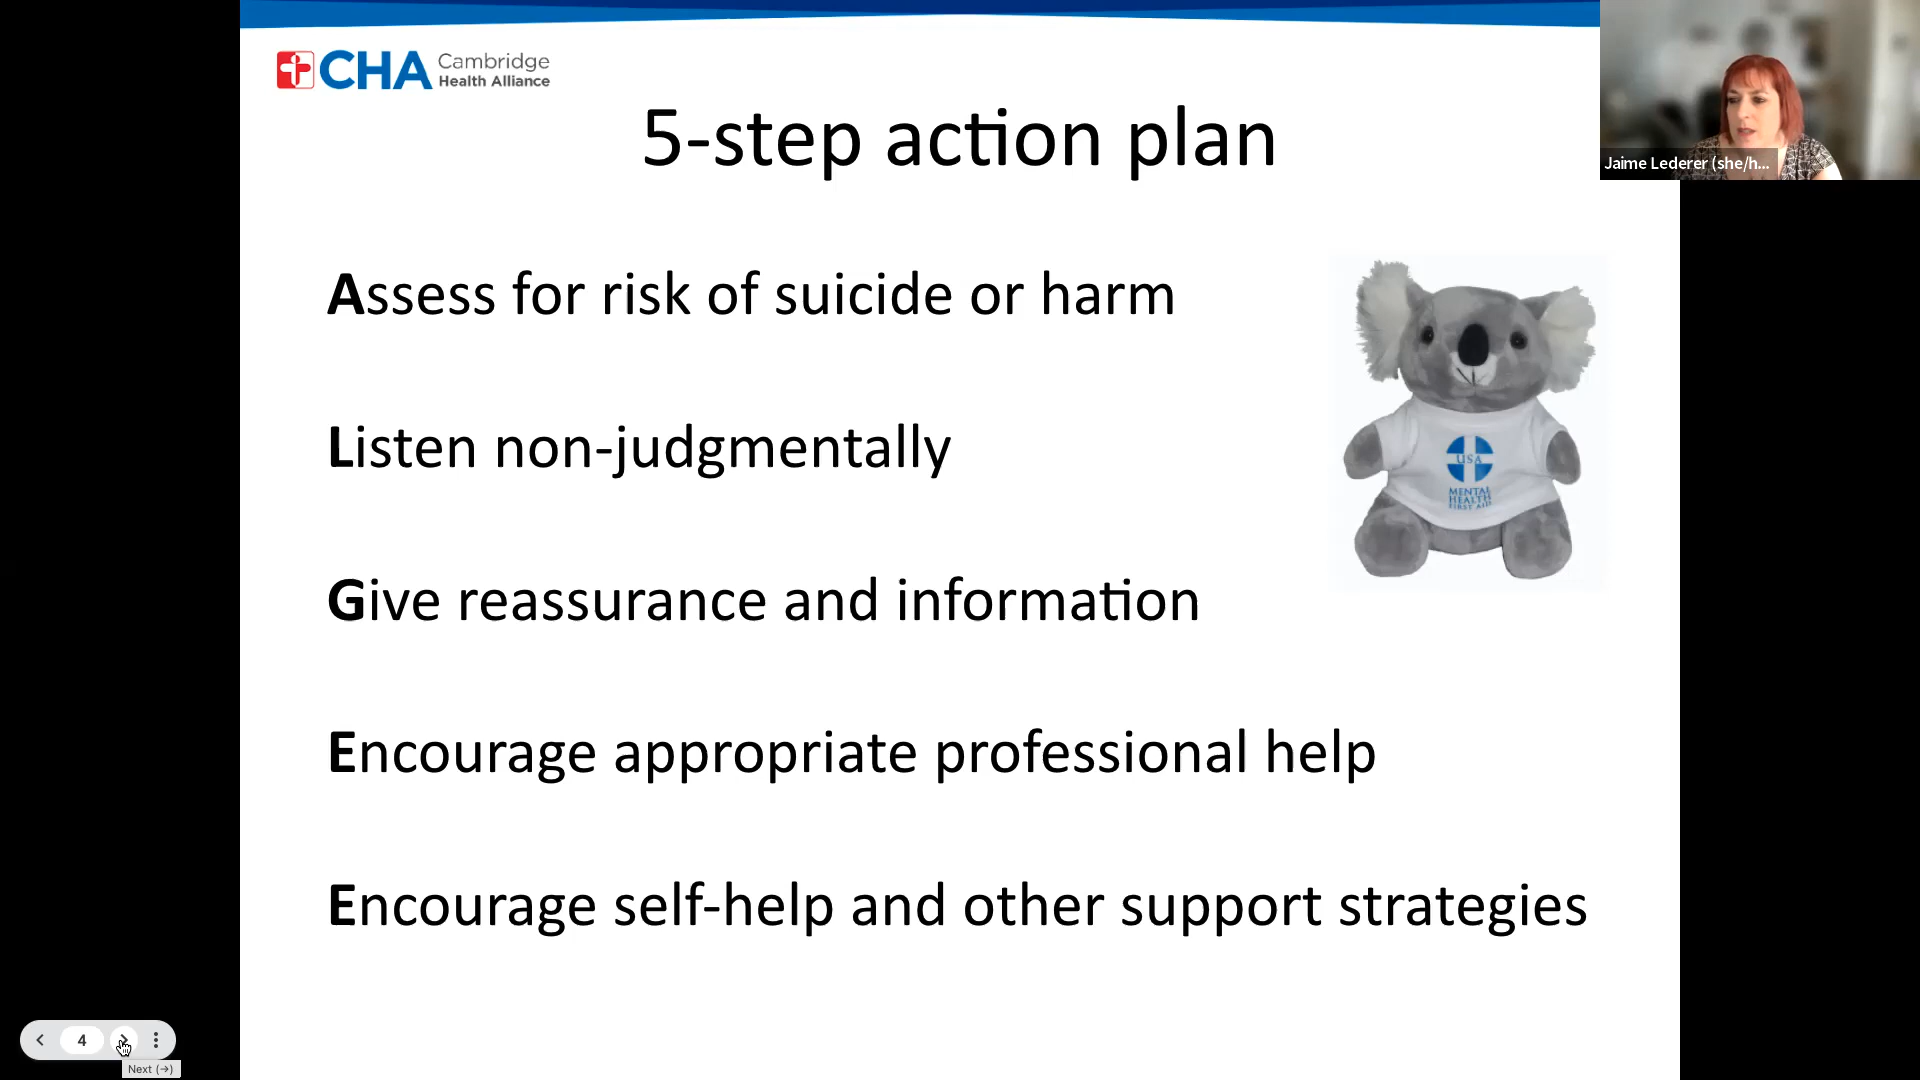 CHA Cambridge
Health Alliance
5-step action plan
Jaime Lederer (she/h...
Assess for risk of suicide or harm
Listen non-judgmentally
USA
MENTAL
HEALTH
FIRST AID
Give reassurance and information
Encourage appropriate professional help
Encourage self-help and other support strategies
4
Next (→)